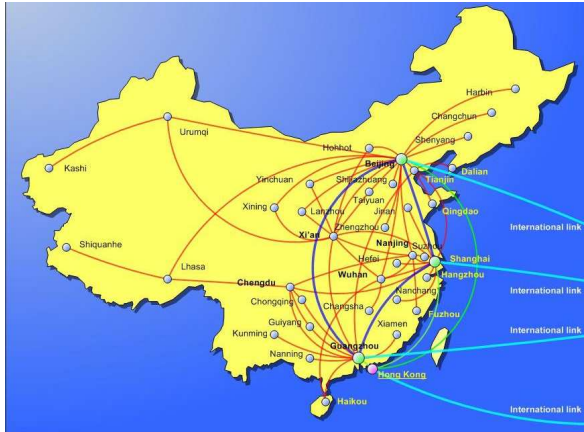 Harbin
Changchun
Urumqi
Shenyang
Hohhot
Beijing
Kashi
Dalian
Yinchuan
Shijiazhuang
Tianjin
Taiyuan
Xining
Lanzhou
Jinan
Qingdao
Zhengzhou
International link
Xi'an
Nanjing
Shiquanhe
Suzhou
Hefei
Shanghai
Lhasa
Wuhan
Hangzhou
Chengdu
International link
Nanchang
Chongqing
Changsha
Fuzhou
Guiyang
Xiamen
International link
Kunming
Guangzhou
Nanning
Hong Kong
Haikou
International link